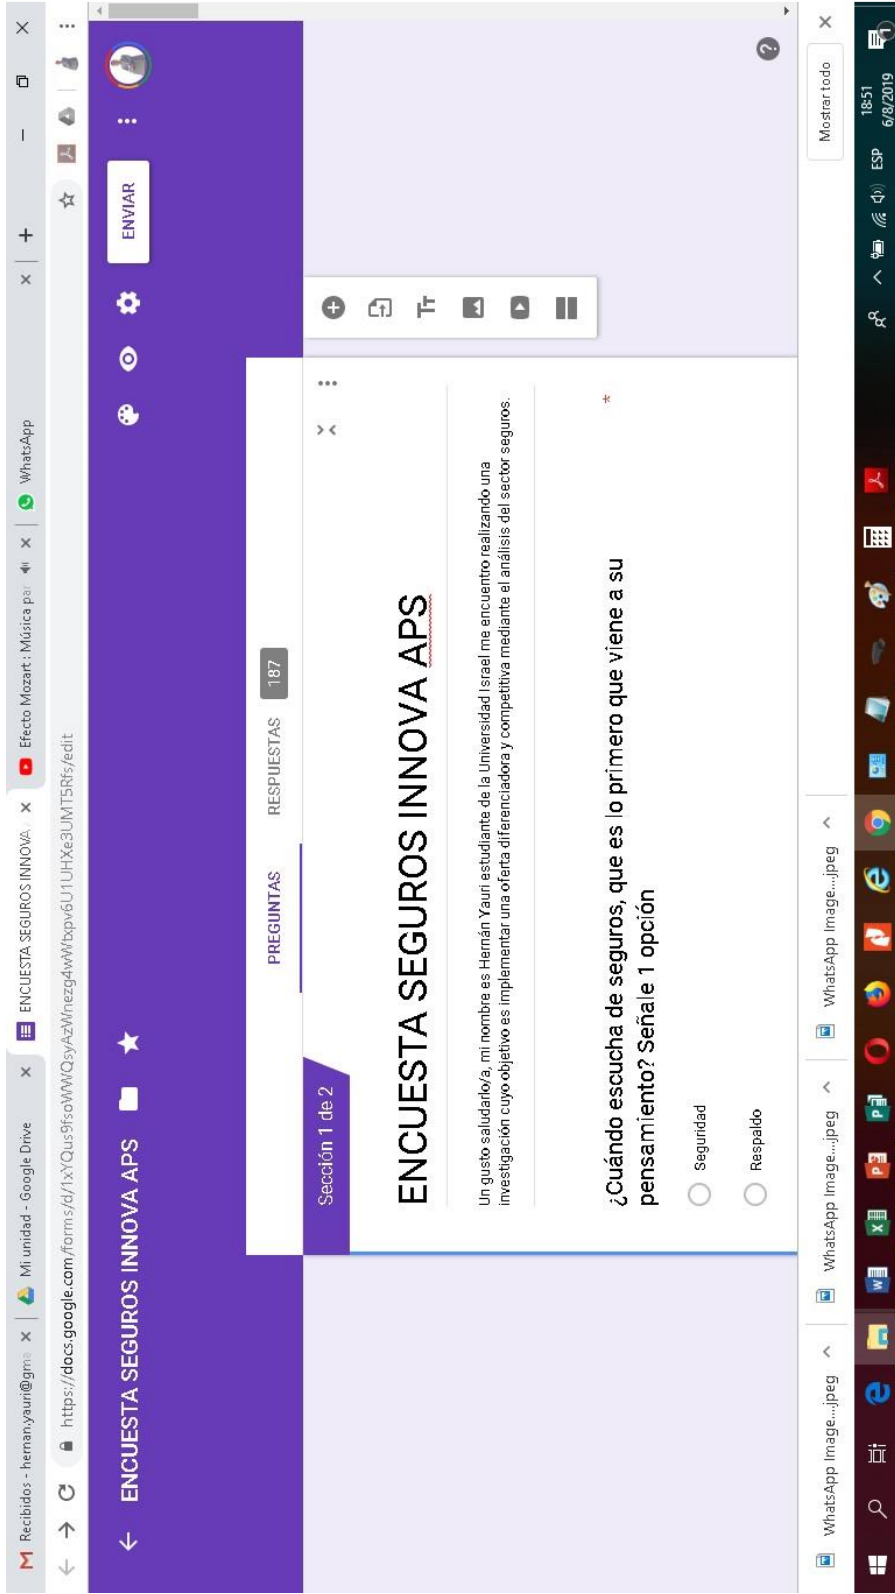 Recibidos - hernan.yauri@gma
Mi unidad - Google Drive
ENCUESTA SEGUROS INNOVA
Efecto Mozart : Música par
WhatsApp
https://docs.google.com/forms/d/1xYQus9fsoWWQsyAzWnezg4wWtxpv6U1UHXe3UMT5Rfs/edit
ENCUESTA SEGUROS INNOVA APS
ENVIAR
PREGUNTAS
RESPUESTAS 187
Sección 1 de 2
ENCUESTA SEGUROS INNOVA APS
Un gusto saludarlo/a, mi nombre es Hernán Yauri estudiante de la Universidad Israel me encuentro realizando una
investigación cuyo objetivo es implementar una oferta diferenciadora y competitiva mediante el análisis del sector seguros.
¿Cuándo escucha de seguros, que es lo primero que viene a su *
pensamiento? Señale 1 opción
Seguridad
Respaldo
WhatsApp Image....jpeg
WhatsApp Image....jpeg
WhatsApp Image....jpeg
Mostrar todo
ESP
18:51
6/8/2019